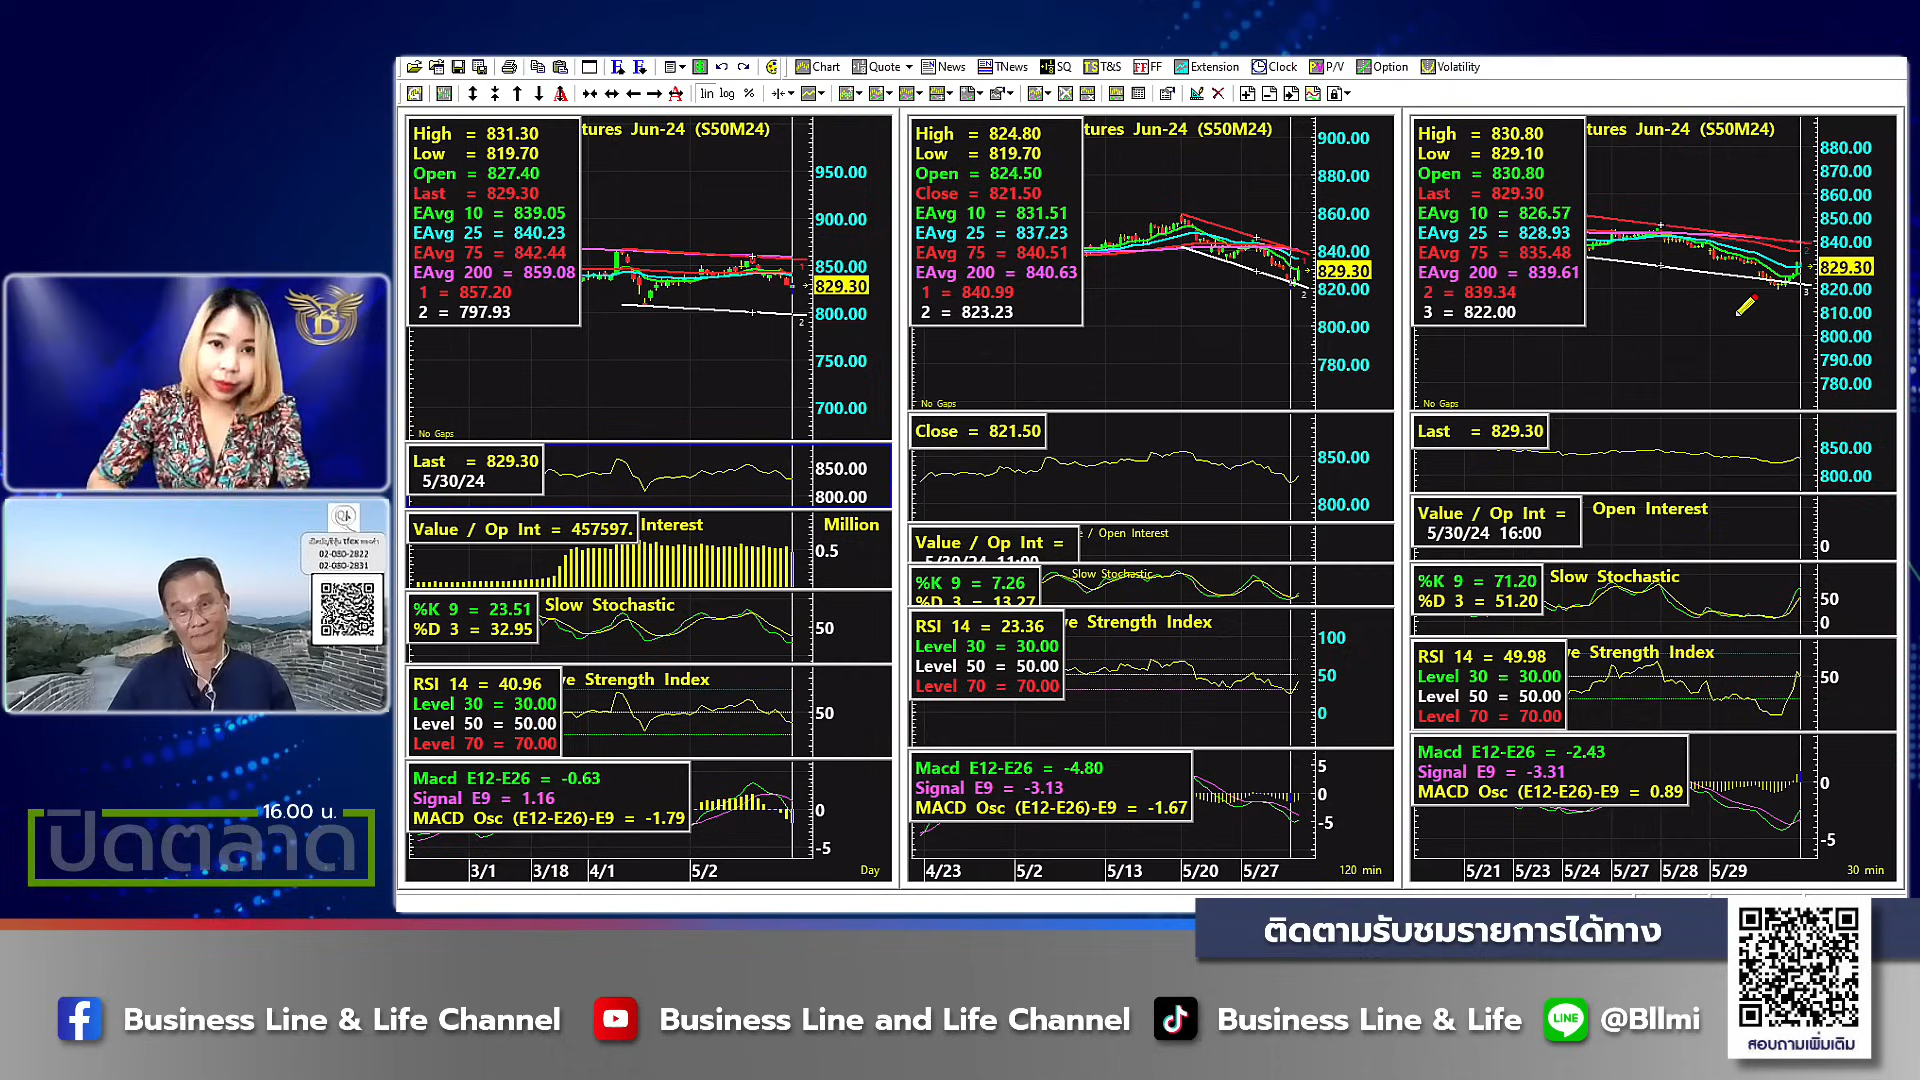 Chart Quote News TNews SQ T&S FF Extension Clock P/V Option Volatility
lin log %
tures Jun-24 (S50M24)
High = 831.30
Low = 819.70
Open = 827.40
Last = 829.30
EAvg 10 = 839.05
EAvg 25 = 840.23
EAvg 75 = 842.44
EAvg 200 = 859.08
1 = 857.20
2 = 797.93
950.00
900.00
850.00
829.30
800.00
750.00
700.00
1
2
No Gaps
Last = 829.30
5/30/24
850.00
800.00
Value / Op Int = 457597.
Interest
Million
0.5
%K 9 = 23.51
%D 3 = 32.95
Slow Stochastic
50
RSI 14 = 40.96
Level 30 = 30.00
Level 50 = 50.00
Level 70 = 70.00
ve Strength Index
50
Macd E12-E26 = -0.63
Signal E9 = 1.16
MACD Osc (E12-E26)-E9 = -1.79
0
-5
3/1 3/18 4/1 5/2 Day
tures Jun-24 (S50M24)
High = 824.80
Low = 819.70
Open = 824.50
Close = 821.50
EAvg 10 = 831.51
EAvg 25 = 837.23
EAvg 75 = 840.51
EAvg 200 = 840.63
1 = 840.99
2 = 823.23
900.00
880.00
860.00
840.00
829.30
820.00
800.00
780.00
1
2
No Gaps
Close = 821.50
850.00
800.00
Value / Op Int =
5/30/24 11:00
e / Open Interest
%K 9 = 7.26
%D 3 = 13.27
Slow Stochastic
RSI 14 = 23.36
Level 30 = 30.00
Level 50 = 50.00
Level 70 = 70.00
ve Strength Index
100
50
0
Macd E12-E26 = -4.80
Signal E9 = -3.13
MACD Osc (E12-E26)-E9 = -1.67
5
0
-5
4/23 5/2 5/13 5/20 5/27 120 min
tures Jun-24 (S50M24)
High = 830.80
Low = 829.10
Open = 830.80
Last = 829.30
EAvg 10 = 826.57
EAvg 25 = 828.93
EAvg 75 = 835.48
EAvg 200 = 839.61
2 = 839.34
3 = 822.00
880.00
870.00
860.00
850.00
840.00
829.30
820.00
810.00
800.00
790.00
780.00
2
3
No Gaps
Last = 829.30
850.00
800.00
Value / Op Int =
5/30/24 16:00
Open Interest
0
%K 9 = 71.20
%D 3 = 51.20
Slow Stochastic
50
0
RSI 14 = 49.98
Level 30 = 30.00
Level 50 = 50.00
Level 70 = 70.00
ve Strength Index
50
Macd E12-E26 = -2.43
Signal E9 = -3.31
MACD Osc (E12-E26)-E9 = 0.89
0
-5
5/21 5/23 5/24 5/27 5/28 5/29 30 min
02-080-2822
02-080-2831
16.00 น.
ปิดตลาด
ติดตามรับชมรายการได้ทาง
Business Line & Life Channel
Business Line and Life Channel
Business Line & Life
LINE
@Bllmi
สอบถามเพิ่มเติม